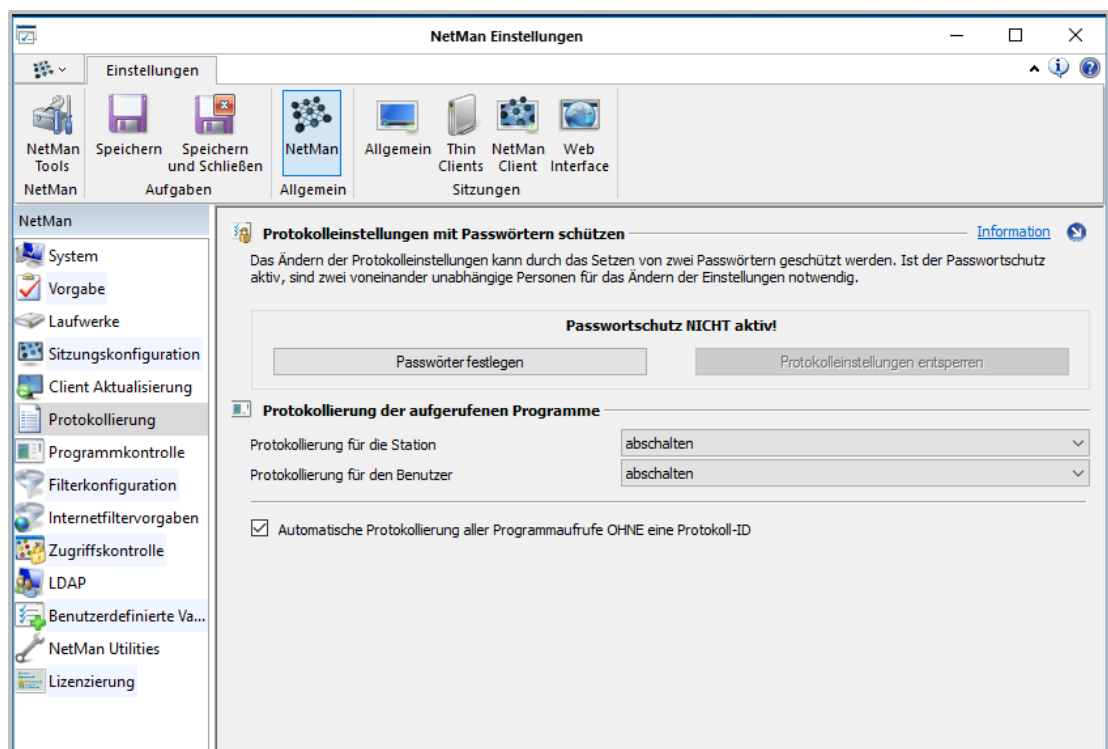 NetMan Einstellungen
Einstellungen
NetMan Tools
Speichern
Speichern und Schließen
NetMan
Allgemein
Thin Clients
NetMan Client
Web Interface
NetMan
Aufgaben
Allgemein
Sitzungen
NetMan
System
Vorgabe
Laufwerke
Sitzungskonfiguration
Client Aktualisierung
Protokollierung
Programmkontrolle
Filterkonfiguration
Internetfiltervorgaben
Zugriffskontrolle
LDAP
Benutzerdefinierte Va...
NetMan Utilities
Lizenzierung
Protokolleinstellungen mit Passwörtern schützen
Information
Das Ändern der Protokolleinstellungen kann durch das Setzen von zwei Passwörtern geschützt werden. Ist der Passwortschutz
aktiv, sind zwei voneinander unabhängige Personen für das Ändern der Einstellungen notwendig.
Passwortschutz NICHT aktiv!
Passwörter festlegen
Protokolleinstellungen entsperren
Protokollierung der aufgerufenen Programme
Protokollierung für die Station
abschalten
Protokollierung für den Benutzer
abschalten
Automatische Protokollierung aller Programmaufrufe OHNE eine Protokoll-ID